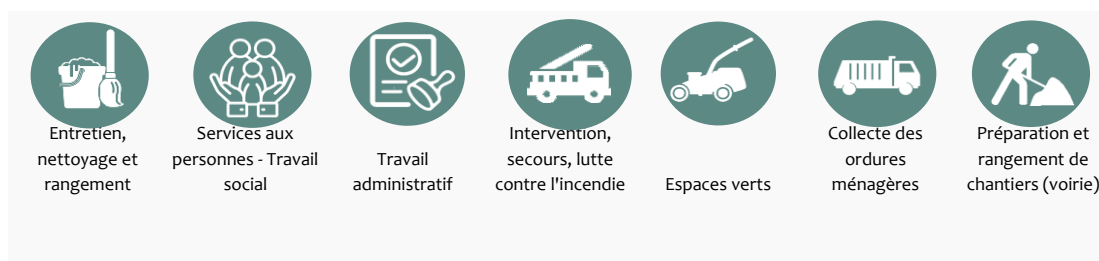 Entretien,
nettoyage et
rangement
Services aux
personnes - Travail
social
Travail
administratif
Intervention,
secours, lutte
contre l'incendie
Espaces verts
Collecte des
ordures
ménagères
Préparation et
rangement de
chantiers (voirie)